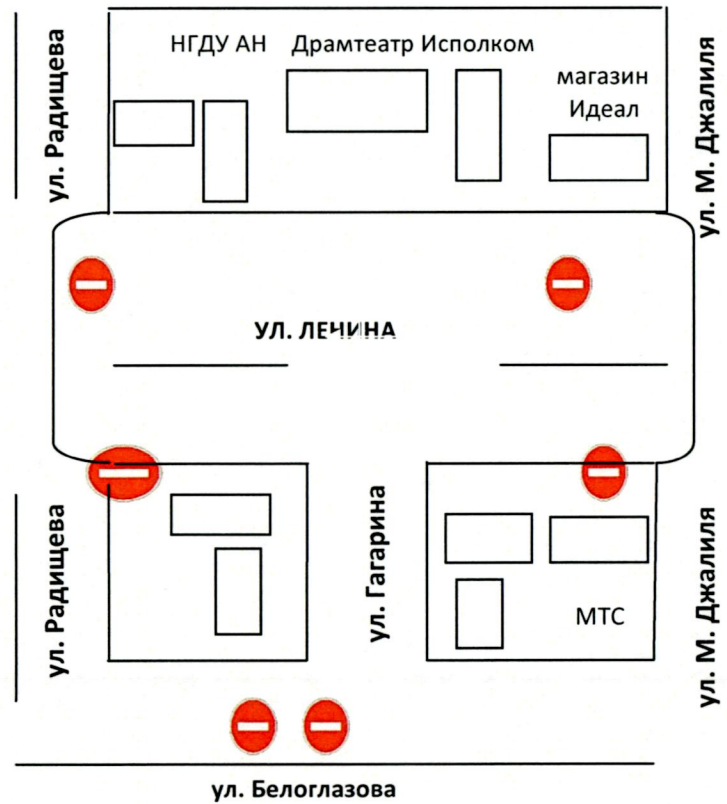 НГДУ АН Драмтеатр Исполком
магазин
Идеал
ул. Радищева
ул. М. Джалиля
УЛ. ЛЕНИНА
ул. Радищева
ул. Гагарина
МТС
ул. М. Джалиля
ул. Белоглазова